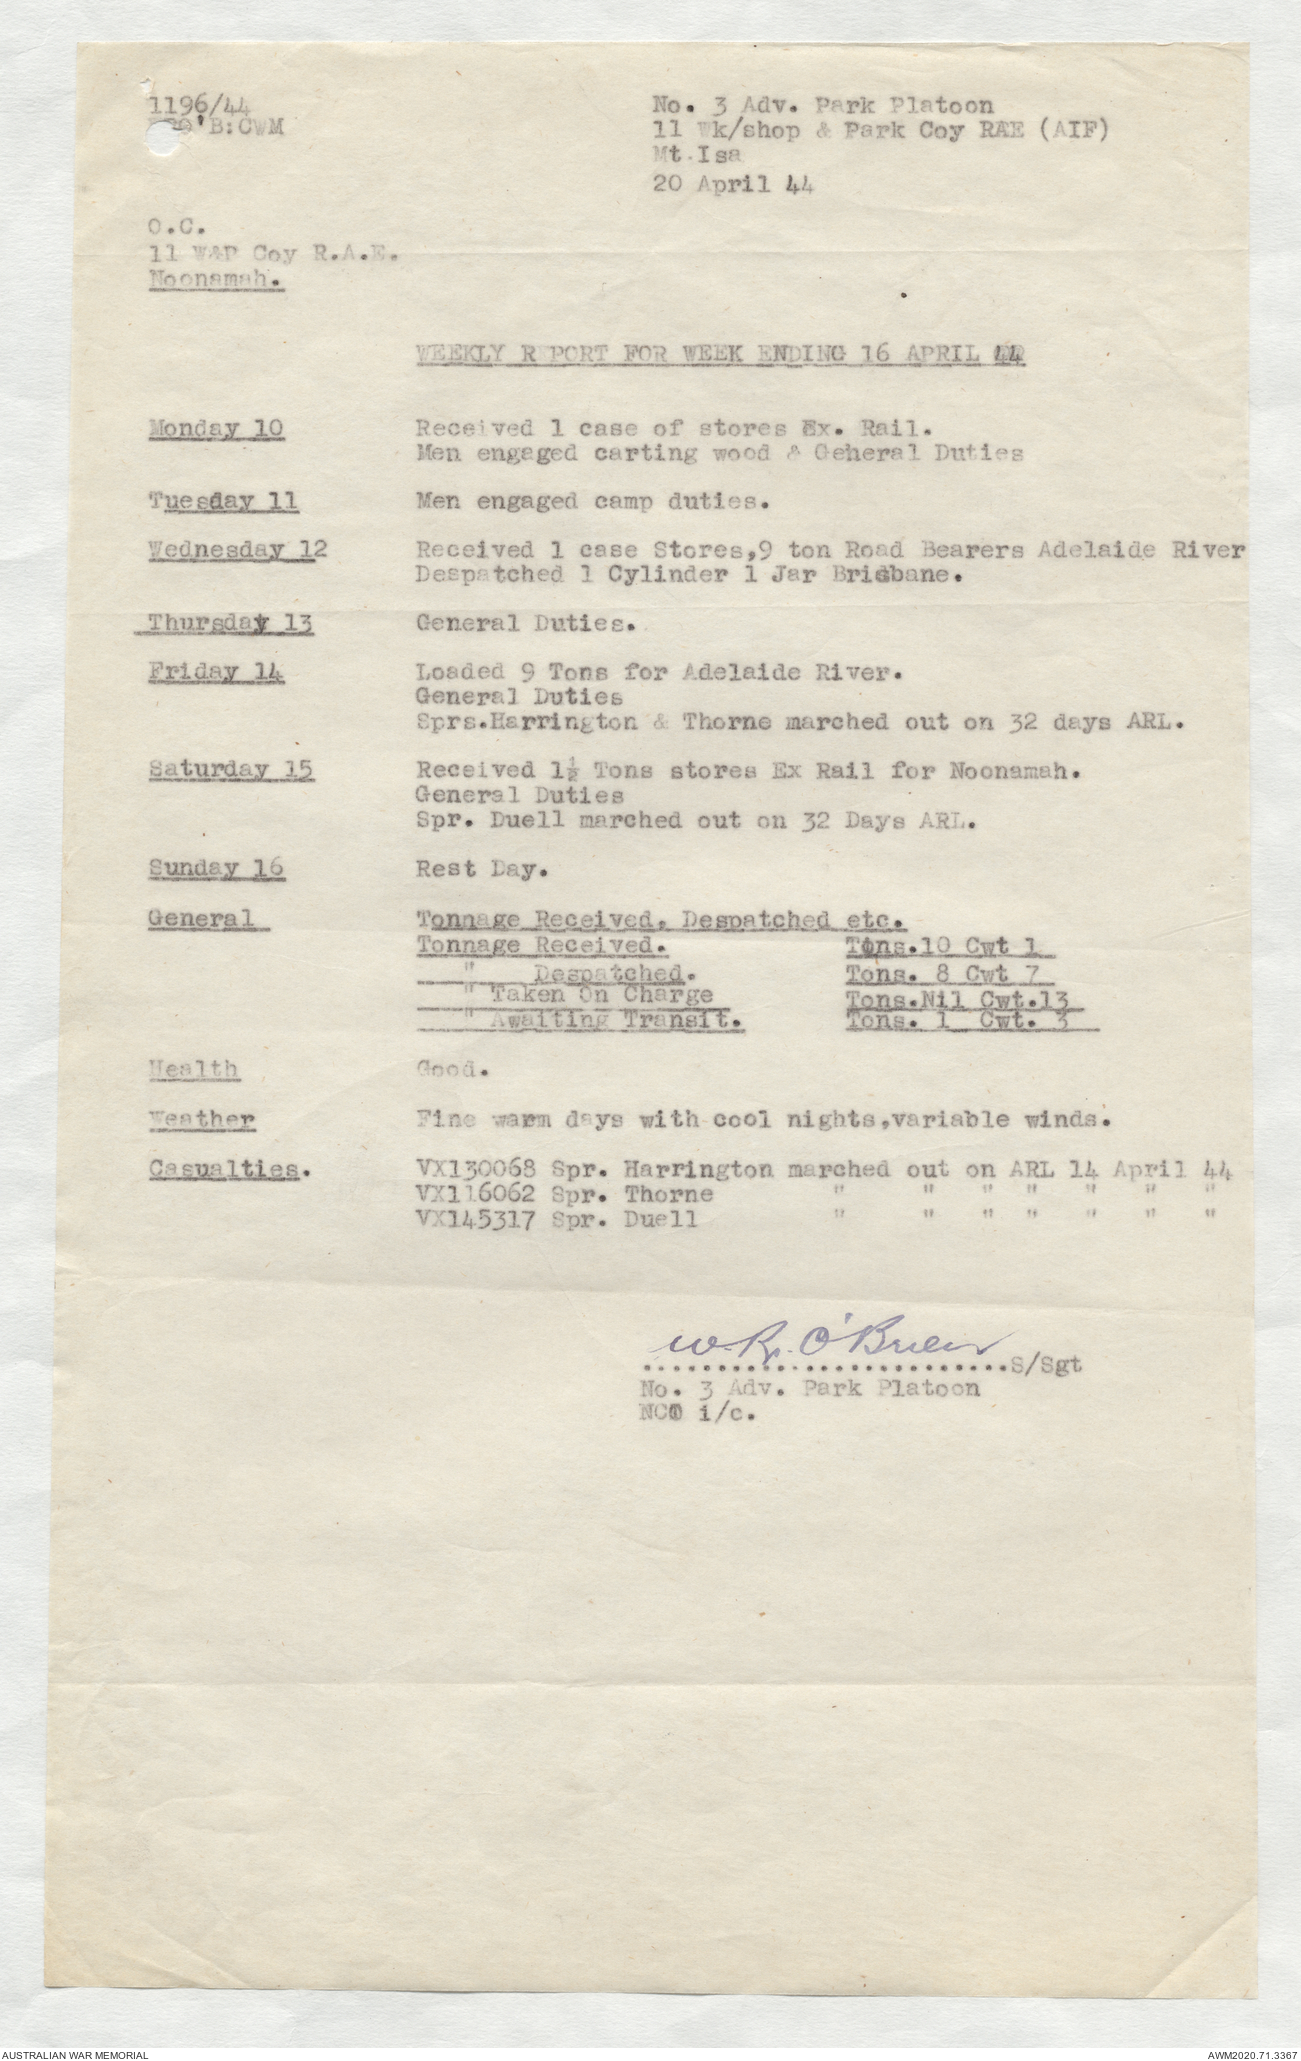 1196/44
B:CWM
No. 3 Adv. Park Platoon
11 Wk/shop & Park Coy RAE (AIF)
Mt.Isa
20 April 44
O.C.
11 W&P Coy R.A.E.
Noonamah.
WEEKLY REPORT FOR WEEK ENDING 16 APRIL 44
Monday 10 Received 1 case of stores Ex. Rail.
Men engaged carting wood & General Duties
Tuesday 11 Men engaged camp duties.
Wednesday 12 Received 1 case Stores,9 ton Road Bearers Adelaide River
Despatched 1 Cylinder 1 Jar Brisbane.
Thursday 13 General Duties.
Friday 14 Loaded 9 Tons for Adelaide River.
General Duties
Sprs.Harrington & Thorne marched out on 32 days ARL.
Saturday 15 Received 1½ Tons stores Ex Rail for Noonamah.
General Duties
Spr. Duell marched out on 32 Days ARL.
Sunday 16 Rest Day.
General Tonnage Received, Despatched etc.
Tonnage Received. Tons.10 Cwt 1
" Despatched. Tons. 8 Cwt 7
" Taken On Charge Tons.Nil Cwt.13
" Awaiting Transit. Tons. 1 Cwt. 3
Health Good.
Weather Fine warm days with cool nights,variable winds.
Casualties. VX130068 Spr. Harrington marched out on ARL 14 April 44
VX116062 Spr. Thorne " " " " " " "
VX145317 Spr. Duell " " " " " " "
W.R. O'Brien
..........................S/Sgt
No. 3 Adv. Park Platoon
NCO i/c.
AUSTRALIAN WAR MEMORIAL
AWM2020.71.3367